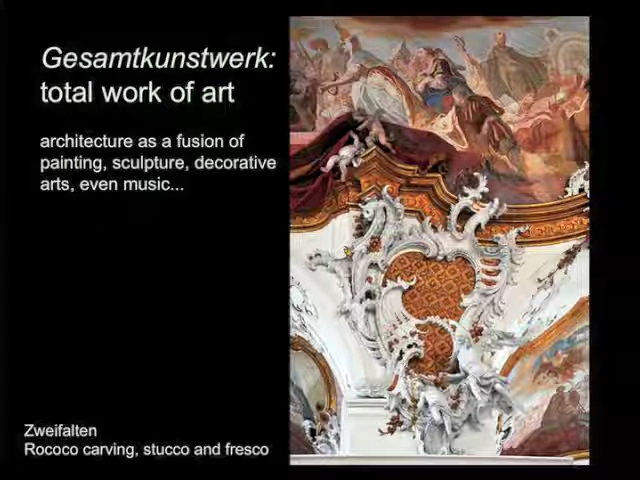 Gesamtkunstwerk:
total work of art
architecture as a fusion of
painting, sculpture, decorative
arts, even music...
Zweifalten
Rococo carving, stucco and fresco